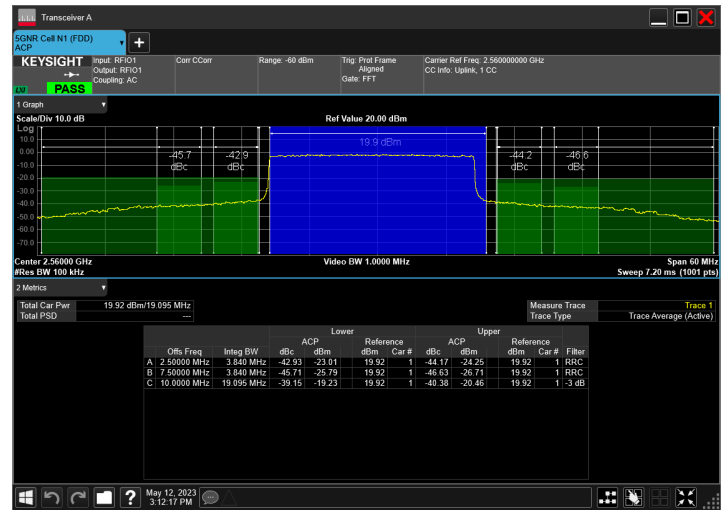 Transceiver A
5GNR Cell N1 (FDD)
ACP
KEYSIGHT
LXI
PASS
Input: RFIO1
Output: RFIO1
Coupling: AC
Corr CCorr
Range: -60 dBm
Trig: Prot Frame
Aligned
Gate: FFT
Carrier Ref Freq: 2.560000000 GHz
CC Info: Uplink, 1 CC
1 Graph
Scale/Div 10.0 dB
Ref Value 20.00 dBm
Log
10.0
0.00
-10.0
-20.0
-30.0
-40.0
-50.0
-60.0
-70.0
-45.7
dBc
-42.9
dBc
19.9 dBm
-44.2
dBc
-46.6
dBc
Center 2.56000 GHz
Video BW 1.0000 MHz
Span 60 MHz
#Res BW 100 kHz
Sweep 7.20 ms (1001 pts)
2 Metrics
Total Car Pwr 19.92 dBm/19.095 MHz
Total PSD ---
Measure Trace Trace 1
Trace Type Trace Average (Active)
Lower Upper
ACP Reference ACP Reference
Offs Freq Integ BW dBc dBm dBm Car # dBc dBm dBm Car # Filter
A 2.50000 MHz 3.840 MHz -42.93 -23.01 19.92 1 -44.17 -24.25 19.92 1 RRC
B 7.50000 MHz 3.840 MHz -45.71 -25.79 19.92 1 -46.63 -26.71 19.92 1 RRC
C 10.0000 MHz 19.095 MHz -39.15 -19.23 19.92 1 -40.38 -20.46 19.92 1 -3 dB
May 12, 2023
3:12:17 PM